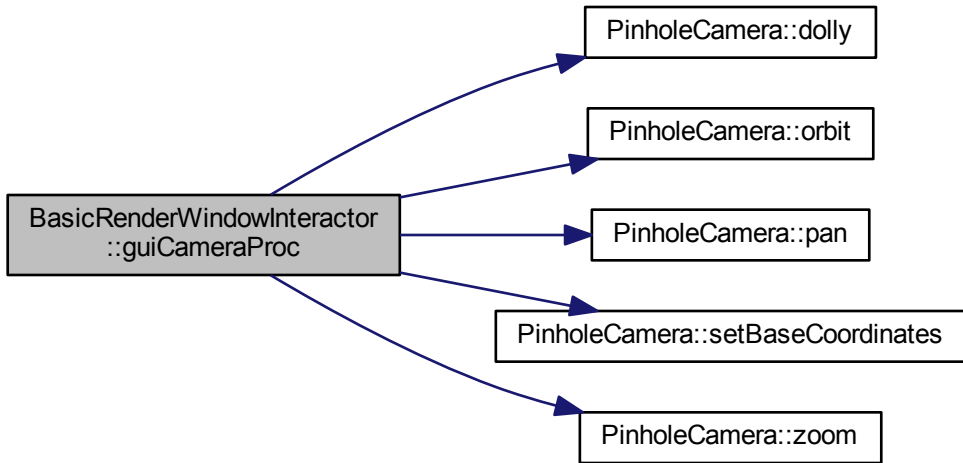 PinholeCamera::dolly
PinholeCamera::orbit
BasicRenderWindowInteractor
::guiCameraProc
PinholeCamera::pan
PinholeCamera::setBaseCoordinates
PinholeCamera::zoom